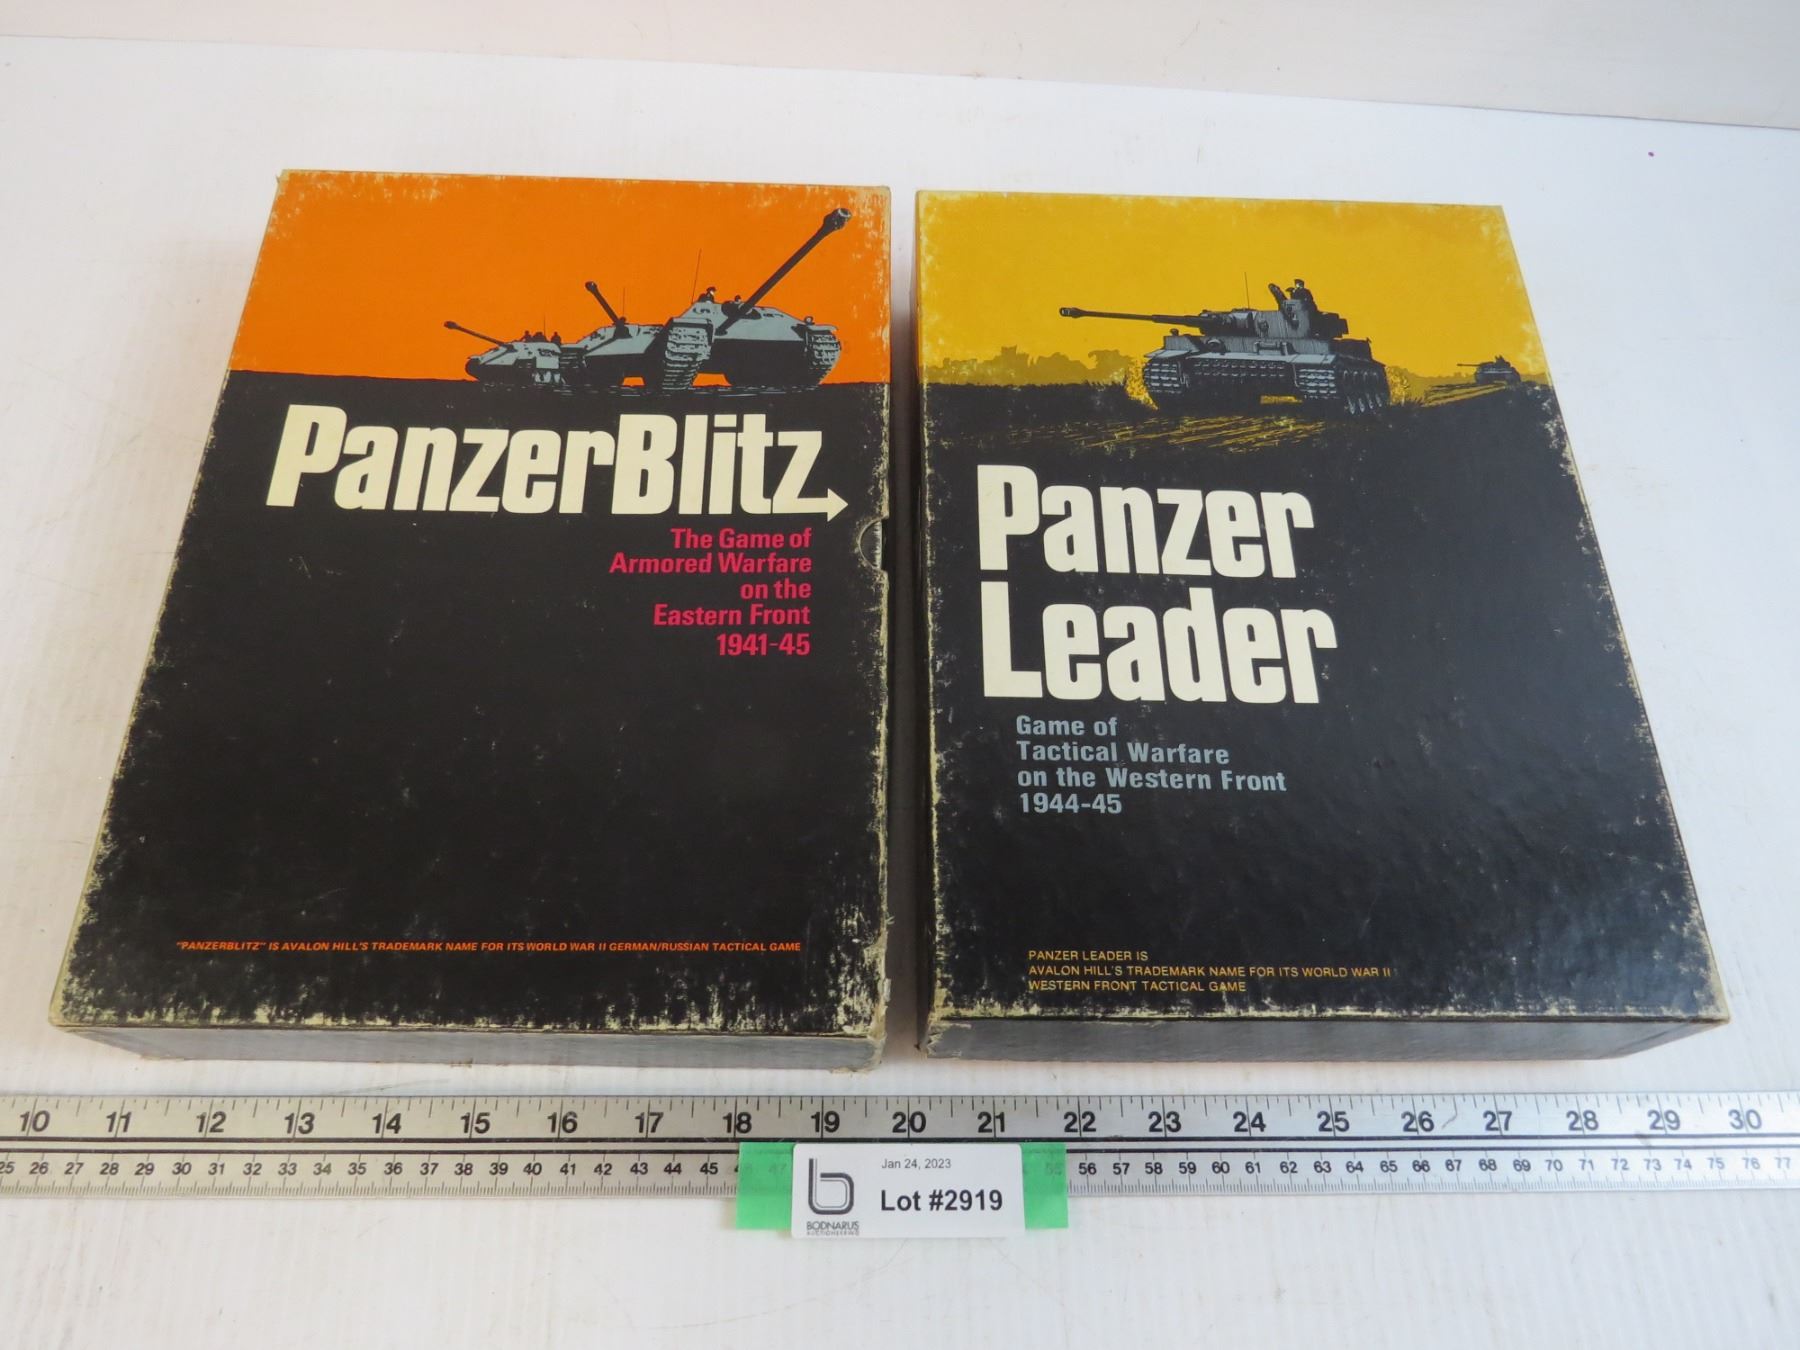 PanzerBlitz
The Game of
Armored Warfare
on the
Eastern Front
1941-45
"PANZERBLITZ" IS AVALON HILL'S TRADEMARK NAME FOR ITS WORLD WAR II GERMAN/RUSSIAN TACTICAL GAME
Panzer
Leader
Game of
Tactical Warfare
on the Western Front
1944-45
PANZER LEADER IS
AVALON HILL'S TRADEMARK NAME FOR ITS WORLD WAR II
WESTERN FRONT TACTICAL GAME
10 11 12 13 14 15 16 17 18 19 20 21 22 23 24 25 26 27 28 29 30
25 26 27 28 29 30 31 32 33 34 35 36 37 38 39 40 41 42 43 44 45 46 47 55 56 57 58 59 60 61 62 63 64 65 66 67 68 69 70 71 72 73 74 75 76 77
Jan 24, 2023
Lot #2919
b
BODNARUS
AUCTIONEERING